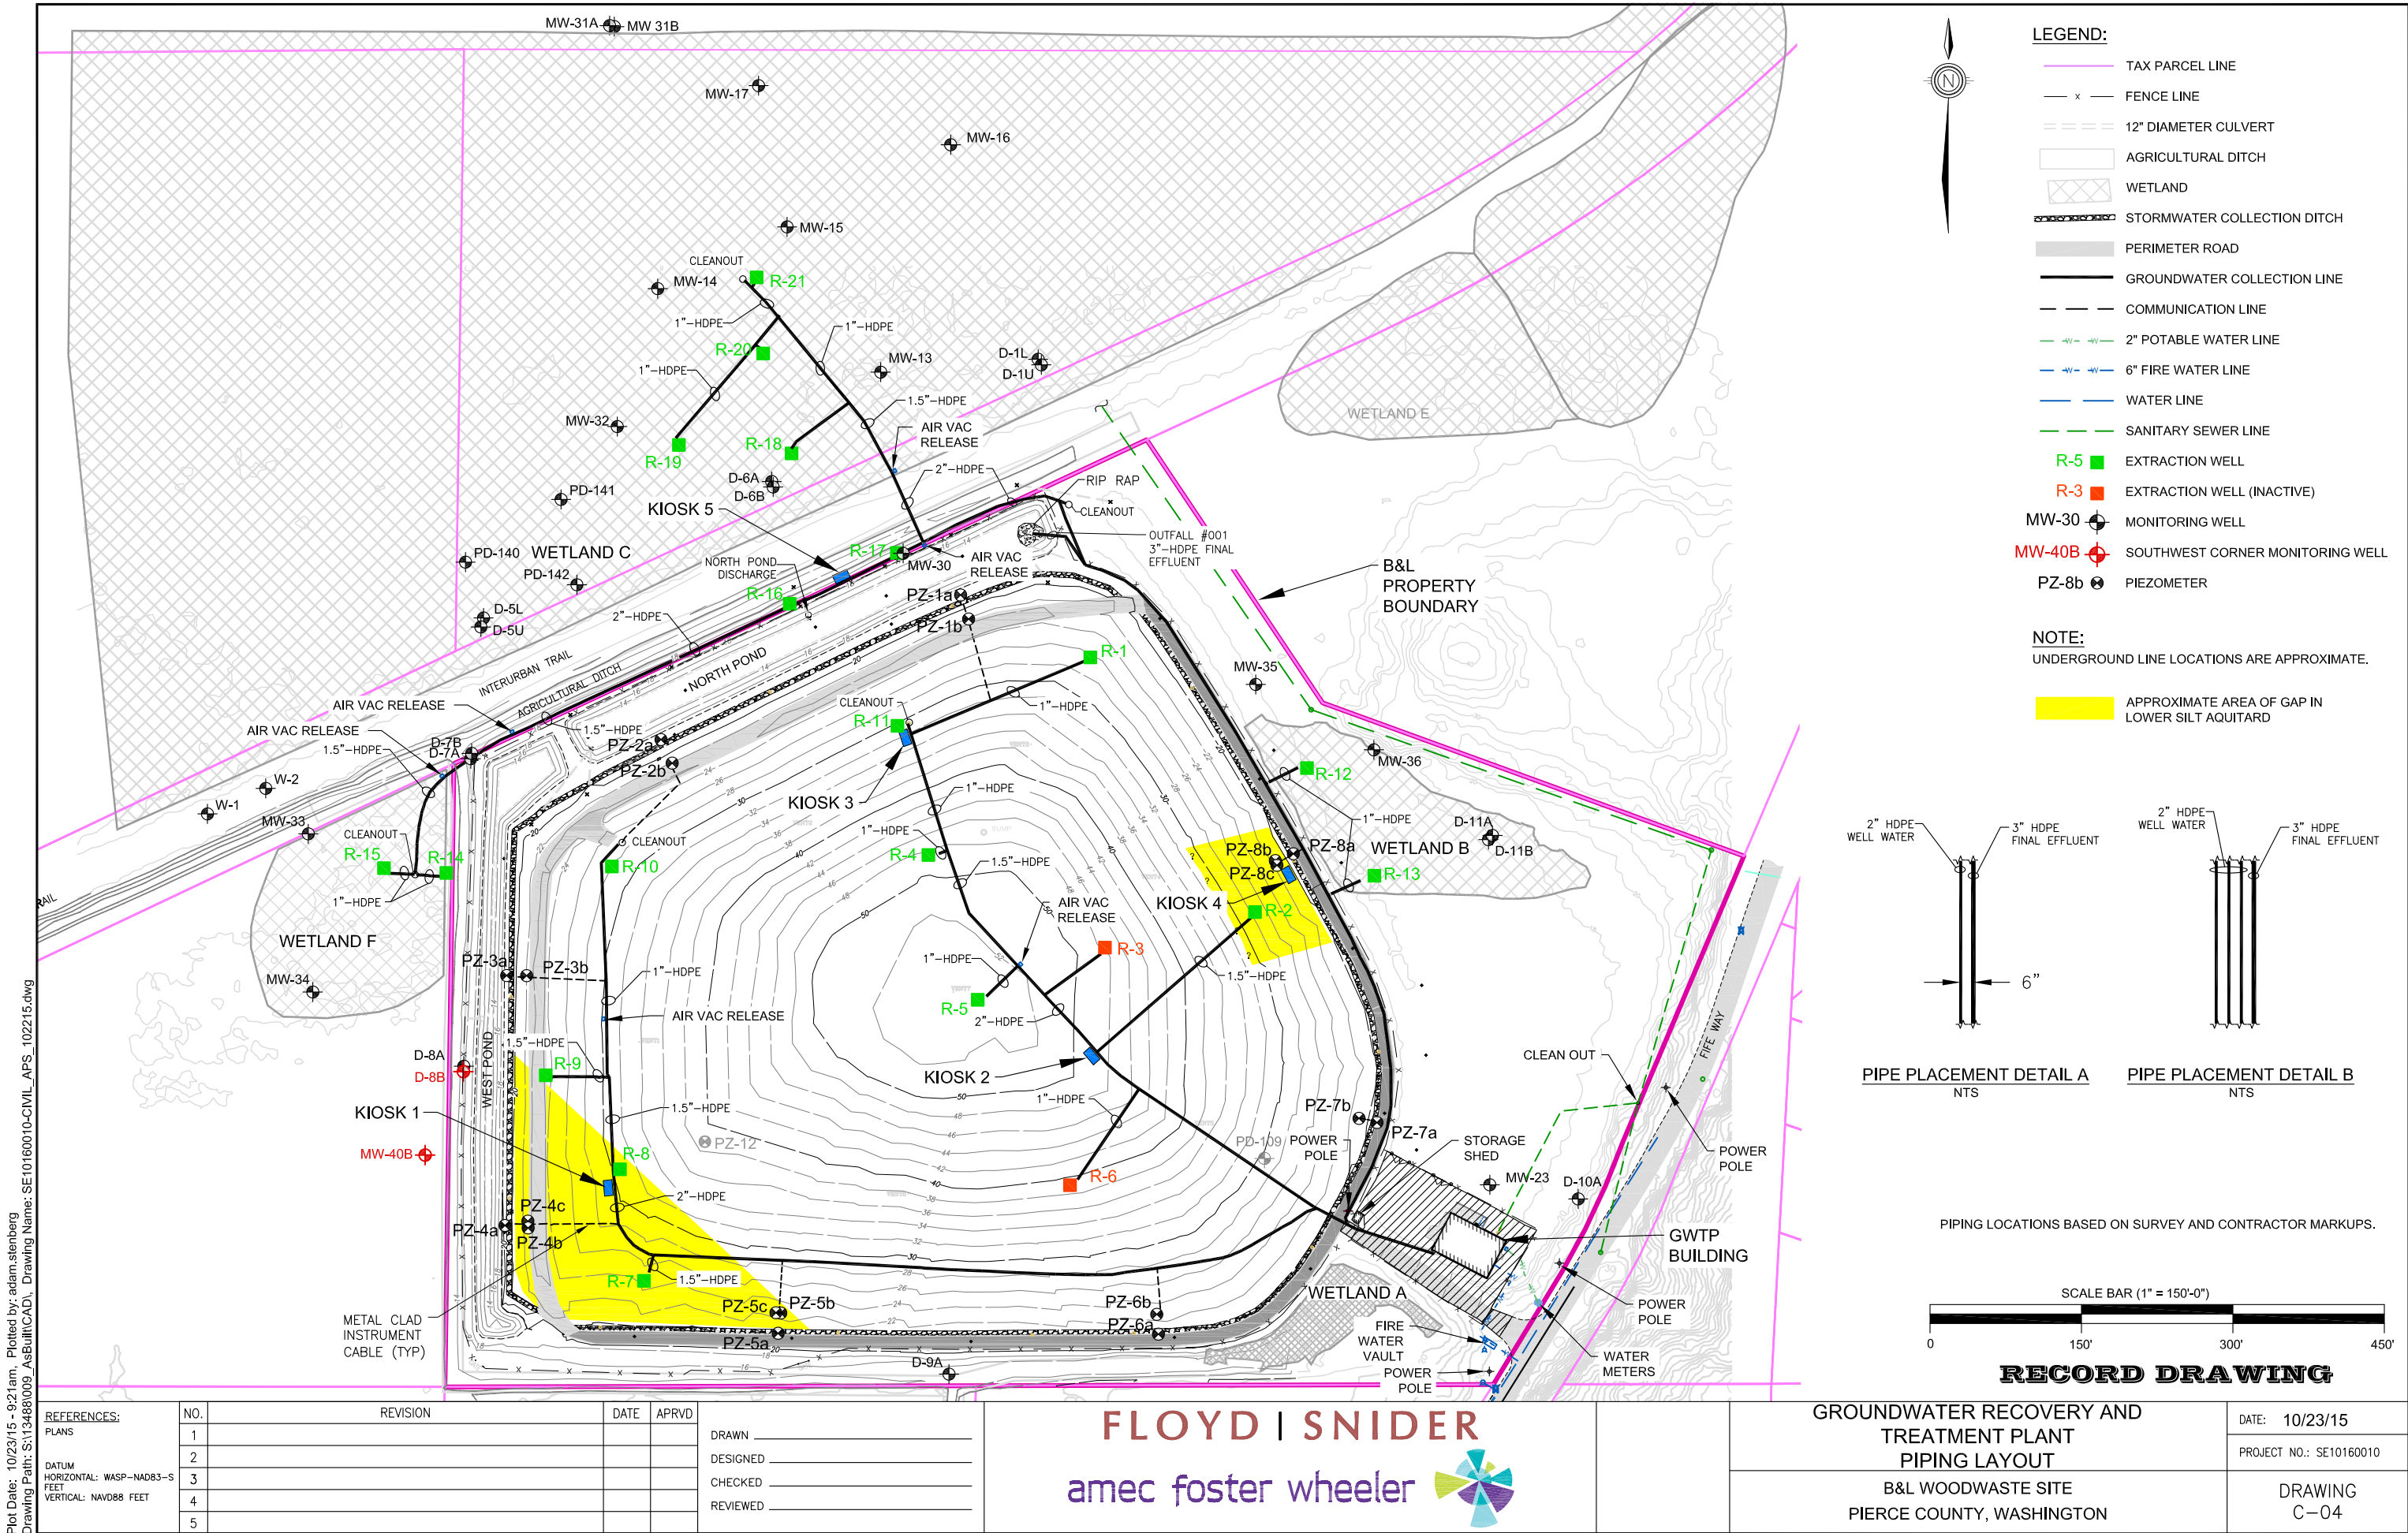 MW-31A
MW 31B
MW-17
MW-16
MW-15
CLEANOUT
R-21
MW-14
1"-HDPE
1"-HDPE
R-20
MW-13
D-1L
D-1U
1"-HDPE
1.5"-HDPE
WETLAND E
MW-32
AIR VAC
RELEASE
R-18
R-19
2"-HDPE
D-6A
D-6B
RIP RAP
PD-141
KIOSK 5
CLEANOUT
OUTFALL #001
3"-HDPE FINAL
EFFLUENT
PD-140
WETLAND C
R-17
MW-30
AIR VAC
RELEASE
NORTH POND
DISCHARGE
PD-142
B&L
PROPERTY
BOUNDARY
R-16
PZ-1a
PZ-1b
D-5L
D-5U
2"-HDPE
R-1
MW-35
INTERURBAN TRAIL
AGRICULTURAL DITCH
NORTH POND
AIR VAC RELEASE
AIR VAC RELEASE
1.5"-HDPE
1.5"-HDPE
CLEANOUT
R-11
1"-HDPE
D-7B
D-7A
PZ-2a
PZ-2b
MW-36
R-12
W-2
W-1
KIOSK 3
1"-HDPE
MW-33
CLEANOUT
R-15
R-14
1"-HDPE
CLEANOUT
R-10
1"-HDPE
R-4
1.5"-HDPE
1"-HDPE
D-11A
D-11B
PZ-8b
PZ-8a
PZ-8c
WETLAND B
R-13
KIOSK 4
R-2
AIR VAC
RELEASE
R-3
WETLAND F
PZ-3a
PZ-3b
1"-HDPE
1"-HDPE
1.5"-HDPE
MW-34
R-5
2"-HDPE
AIR VAC RELEASE
1.5"-HDPE
D-8A
D-8B
R-9
WEST POND
KIOSK 2
KIOSK 1
1.5"-HDPE
1"-HDPE
CLEAN OUT
FIFE WAY
PZ-7b
PZ-7a
PZ-12
PD-109
POWER
POLE
STORAGE
SHED
POWER
POLE
MW-40B
R-8
R-6
MW-23
D-10A
2"-HDPE
PZ-4c
PZ-4a
PZ-4b
GWTP
BUILDING
R-7
1.5"-HDPE
PZ-5c
PZ-5b
PZ-5a
PZ-6b
PZ-6a
WETLAND A
METAL CLAD
INSTRUMENT
CABLE (TYP)
D-9A
FIRE
WATER
VAULT
POWER
POLE
POWER
POLE
WATER
METERS
N
LEGEND:
TAX PARCEL LINE
FENCE LINE
12" DIAMETER CULVERT
AGRICULTURAL DITCH
WETLAND
STORMWATER COLLECTION DITCH
PERIMETER ROAD
GROUNDWATER COLLECTION LINE
COMMUNICATION LINE
2" POTABLE WATER LINE
6" FIRE WATER LINE
WATER LINE
SANITARY SEWER LINE
R-5 EXTRACTION WELL
R-3 EXTRACTION WELL (INACTIVE)
MW-30 MONITORING WELL
MW-40B SOUTHWEST CORNER MONITORING WELL
PZ-8b PIEZOMETER
NOTE:
UNDERGROUND LINE LOCATIONS ARE APPROXIMATE.
APPROXIMATE AREA OF GAP IN
LOWER SILT AQUITARD
2" HDPE
WELL WATER
3" HDPE
FINAL EFFLUENT
6"
PIPE PLACEMENT DETAIL A
NTS
2" HDPE
WELL WATER
3" HDPE
FINAL EFFLUENT
PIPE PLACEMENT DETAIL B
NTS
PIPING LOCATIONS BASED ON SURVEY AND CONTRACTOR MARKUPS.
SCALE BAR (1" = 150'-0")
0 150' 300' 450'
RECORD DRAWING
Plot Date: 10/23/15 - 9:21am, Plotted by: adam.stenberg
Drawing Path: S:\13488\0009_AsBuilt\CAD\, Drawing Name: SE10160010-CIVIL_APS_102215.dwg
REFERENCES:
PLANS
DATUM
HORIZONTAL: WASP-NAD83-S
FEET
VERTICAL: NAVD88 FEET
NO. REVISION DATE APRVD
1
2
3
4
5
DRAWN
DESIGNED
CHECKED
REVIEWED
FLOYD | SNIDER
amec foster wheeler
GROUNDWATER RECOVERY AND
TREATMENT PLANT
PIPING LAYOUT
B&L WOODWASTE SITE
PIERCE COUNTY, WASHINGTON
DATE: 10/23/15
PROJECT NO.: SE10160010
DRAWING
C-04